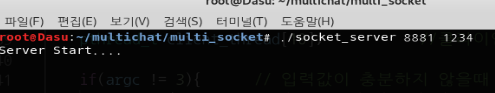 root@Dasu: ~/multichat/multi_socket
파일(F) 편집(E) 보기(V) 검색(S) 터미널(T) 도움말(H)
root@Dasu:~/multichat/multi_socket# ./socket_server 8881 1234
Server Start....
if(argc != 3){ // 입력값이 충분하지 않을때